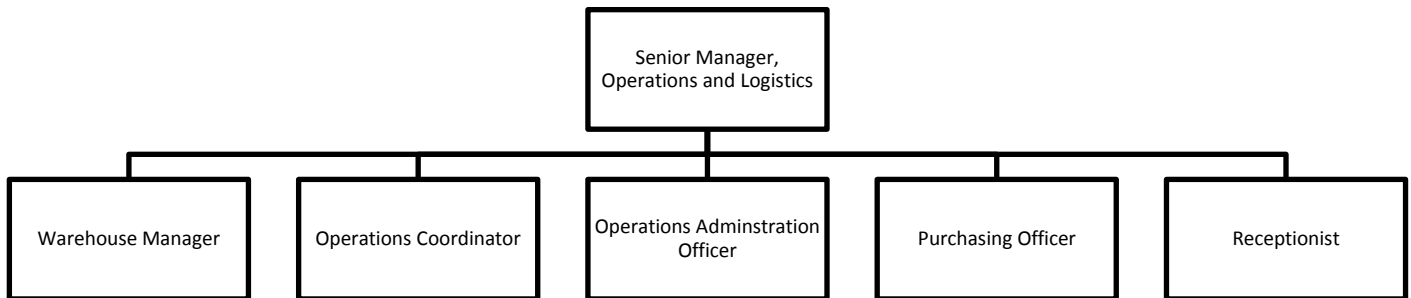 Senior Manager,
Operations and Logistics
Warehouse Manager
Operations Coordinator
Operations Adminstration
Officer
Purchasing Officer
Receptionist